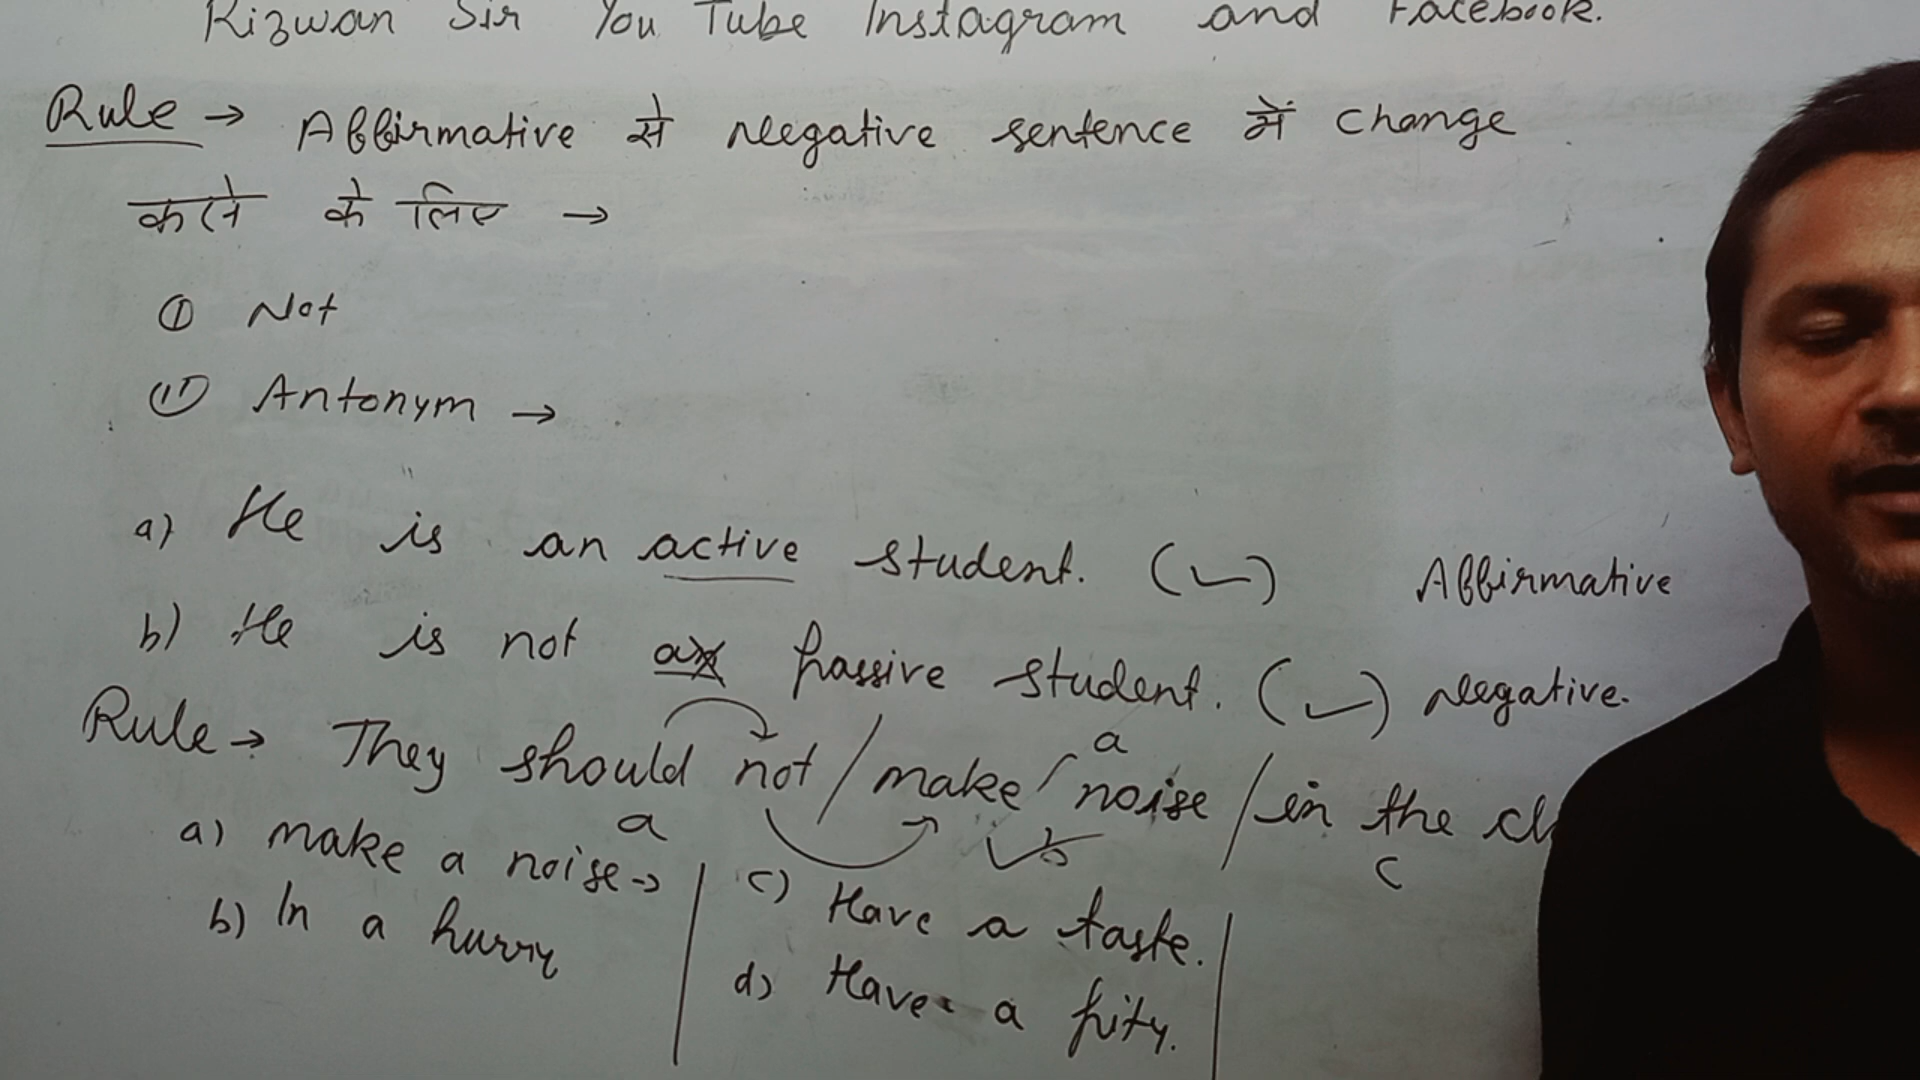 Rizwan Sir You Tube Instagram and Facebook.
Rule → Affirmative से Negative sentence में change
करने के लिए →
① Not
(ii) Antonym →
a) He is an active student. (✓) Affirmative
b) He is not a passive student. (✓) Negative.
Rule → They should not / make / a noise / in the
a b c
a) make a noise →
b) In a hurry
c) Have a taste.
d) Have a pity.